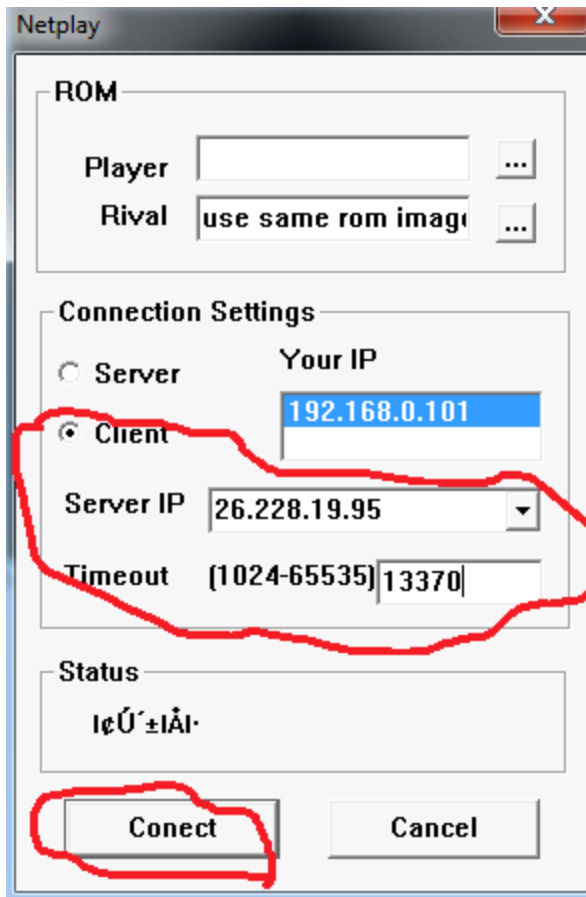 Netplay
X
ROM
Player
...
Rival
use same rom imag
...
Connection Settings
Server
Your IP
192.168.0.101
Client
Server IP
26.228.19.95
Timeout
(1024-65535)
13370
Status
Conect
Cancel